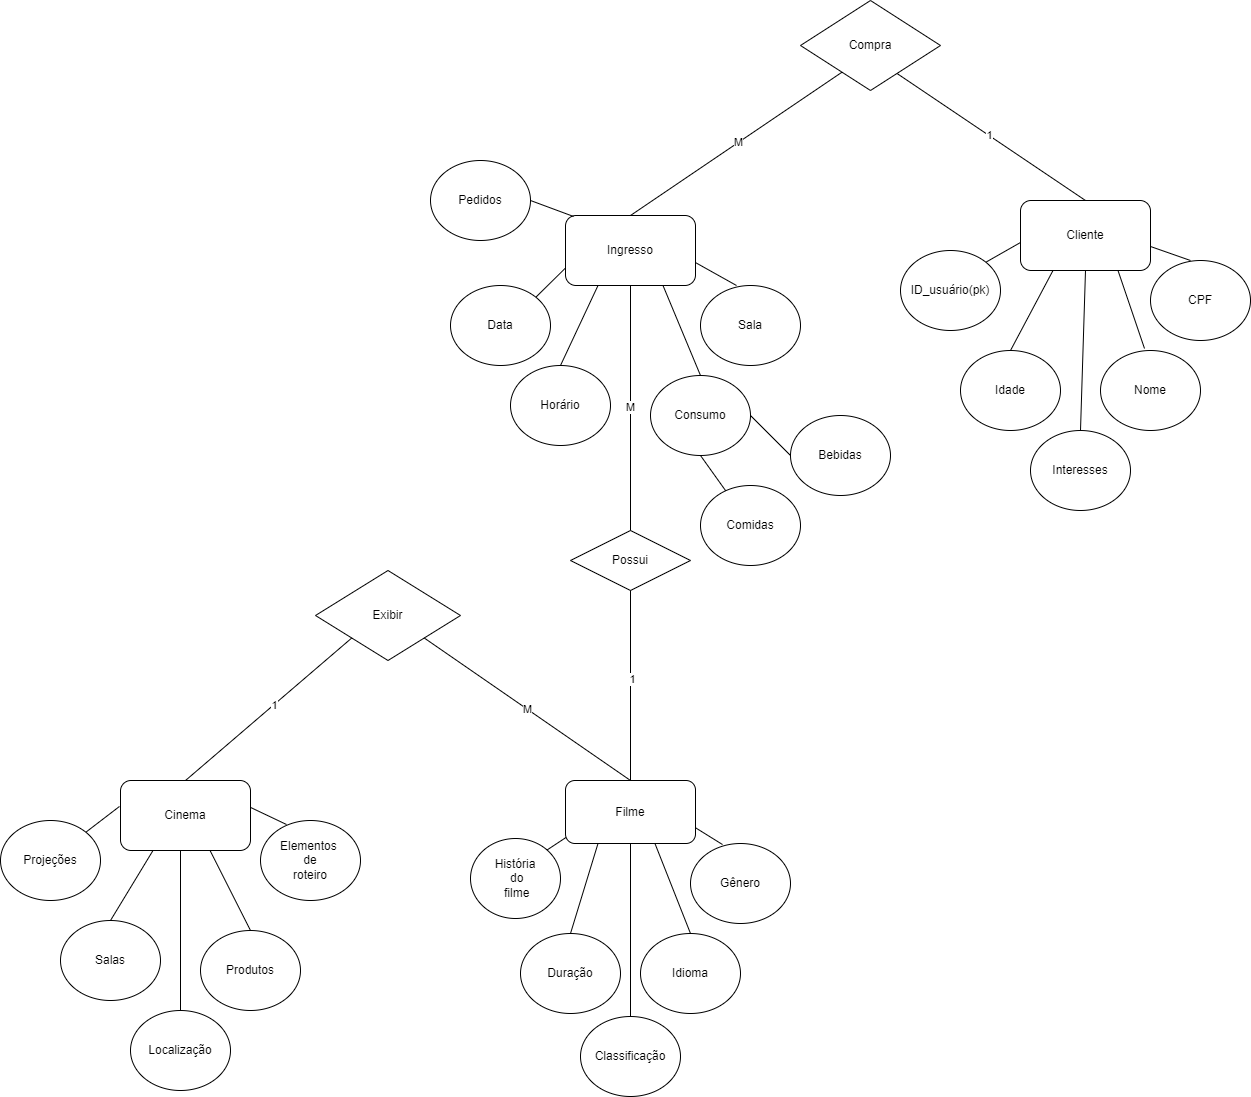 Compra
M
1
Pedidos
Ingresso
Cliente
ID_usuário(pk)
CPF
Data
Sala
Horário
M
Consumo
Idade
Nome
Bebidas
Interesses
Comidas
Possui
Exibir
1
1
M
Cinema
Filme
Projeções
Elementos
de
roteiro
História
do
filme
Gênero
Salas
Produtos
Duração
Idioma
Localização
Classificação